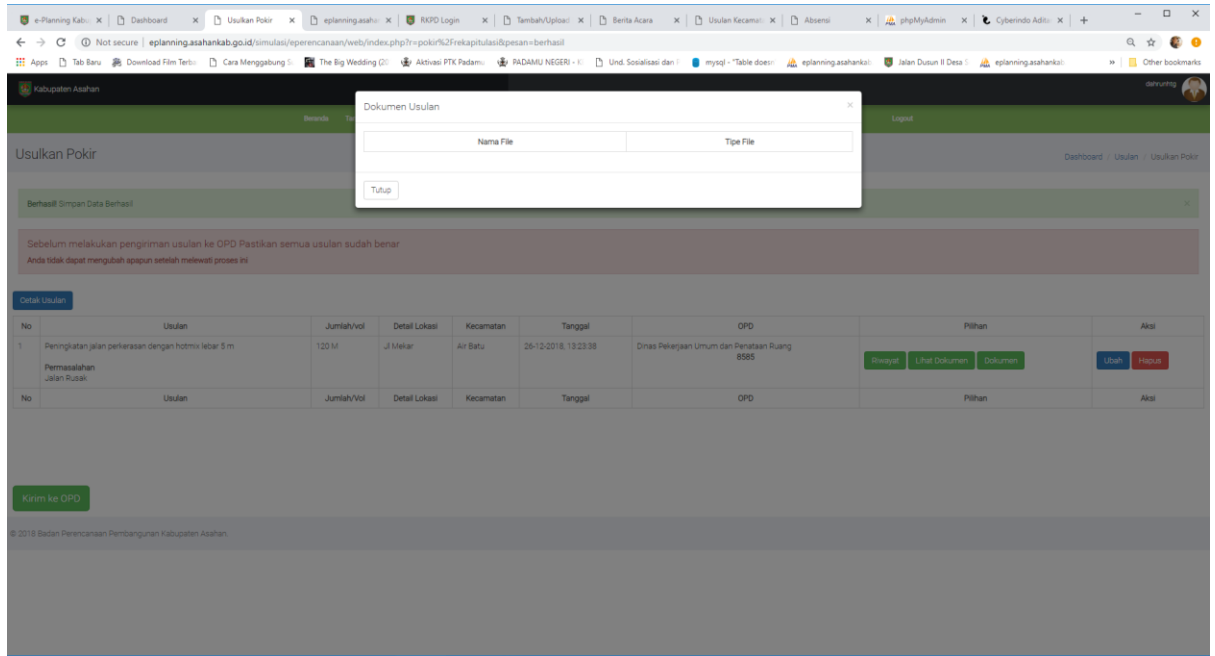 e-Planning Kabu
Dashboard
Usulkan Pokir
eplanning.asahan
RKPD Login
Tambah/Upload
Berita Acara
Usulan Kecamat
Absensi
phpMyAdmin
Cyberindo Adita
Not secure | eplanning.asahankab.go.id/simulasi/eperencanaan/web/index.php?r=pokir%2Frekapitulasi&pesan=berhasil
Apps
Tab Baru
Download Film Terba
Cara Menggabung S
The Big Wedding (20
Aktivasi PTK Padamu
PADAMU NEGERI - K
Und. Sosialisasi dan
mysql - "Table doesn
eplanning.asahankab
Jalan Dusun II Desa S
eplanning.asahankab
»
Other bookmarks
Kabupaten Asahan
Beranda
Logout
Dokumen Usulan ×
Nama File Tipe File
Tutup
Usulkan Pokir
Dashboard / Usulan / Usulkan Pokir
Berhasil! Simpan Data Berhasil ×
Sebelum melakukan pengiriman usulan ke OPD Pastikan semua usulan sudah benar
Anda tidak dapat mengubah apapun setelah melewati proses ini
Cetak Usulan
No Usulan Jumlah/vol Detail Lokasi Kecamatan Tanggal OPD Pilihan Aksi
1 Peningkatan jalan perkerasan dengan hotmix lebar 5 m 120 M Jl Mekar Air Batu 26-12-2018, 13:23:38 Dinas Pekerjaan Umum dan Penataan Ruang
8585
Riwayat Lihat Dokumen Dokumen Ubah Hapus
Permasalahan
Jalan Rusak
No Usulan Jumlah/Vol Detail Lokasi Kecamatan Tanggal OPD Pilihan Aksi
Kirim ke OPD
© 2018 Badan Perencanaan Pembangunan Kabupaten Asahan.